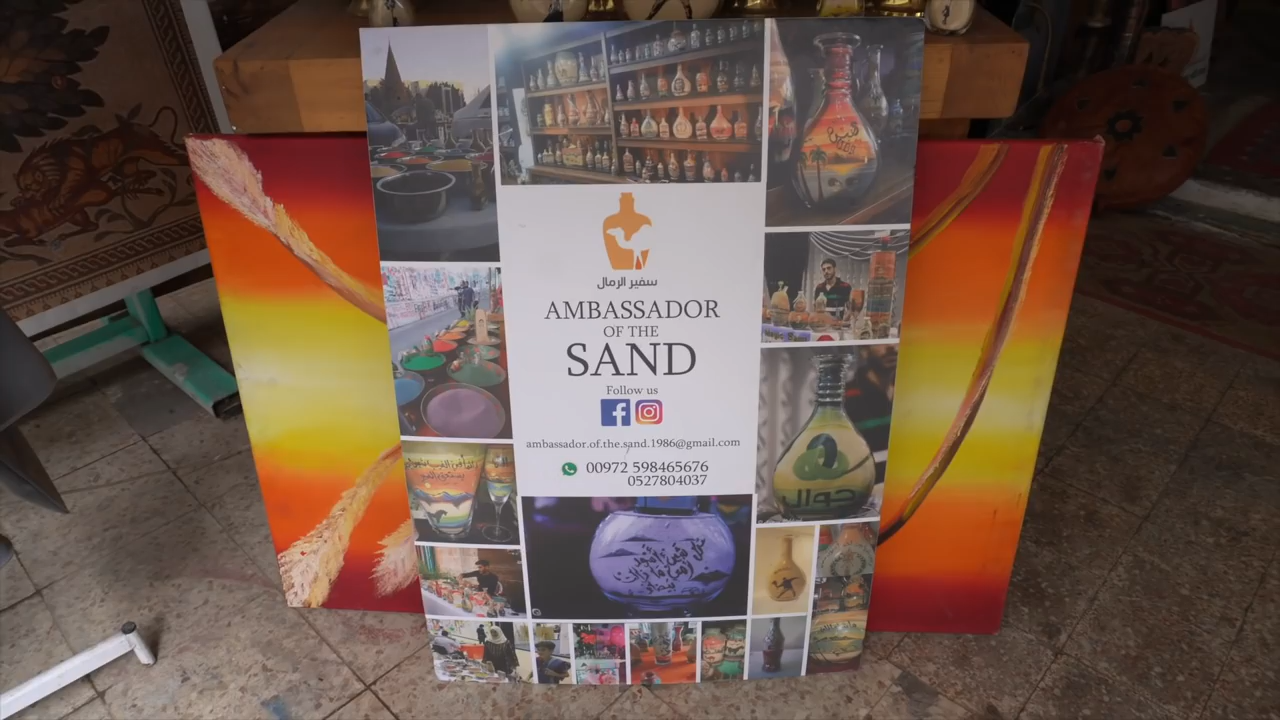 سفير الرمال
AMBASSADOR
OF THE
SAND
Follow us
ambassador.of.the.sand.1986@gmail.com
00972 598465676
0527804037
جوال